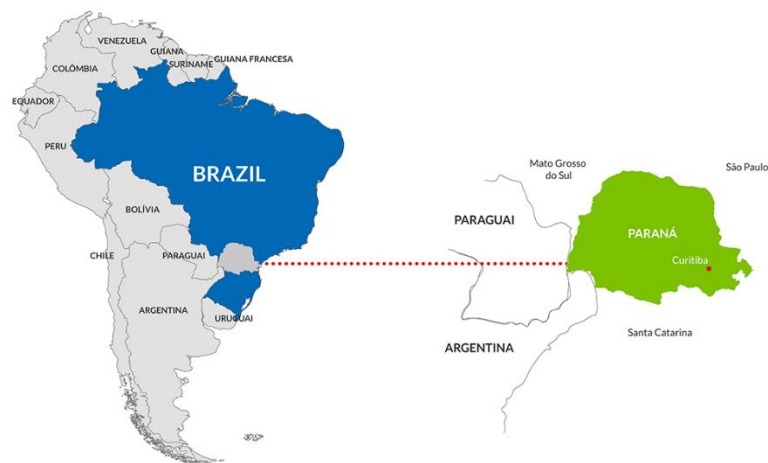 VENEZUELA
GUIANA
GUIANA FRANCESA
SURINAME
COLÔMBIA
EQUADOR
PERU
BRAZIL
BOLÍVIA
CHILE
PARAGUAI
ARGENTINA
URUGUAI
Mato Grosso
do Sul
São Paulo
PARAGUAI
PARANÁ
Curitiba
Santa Catarina
ARGENTINA